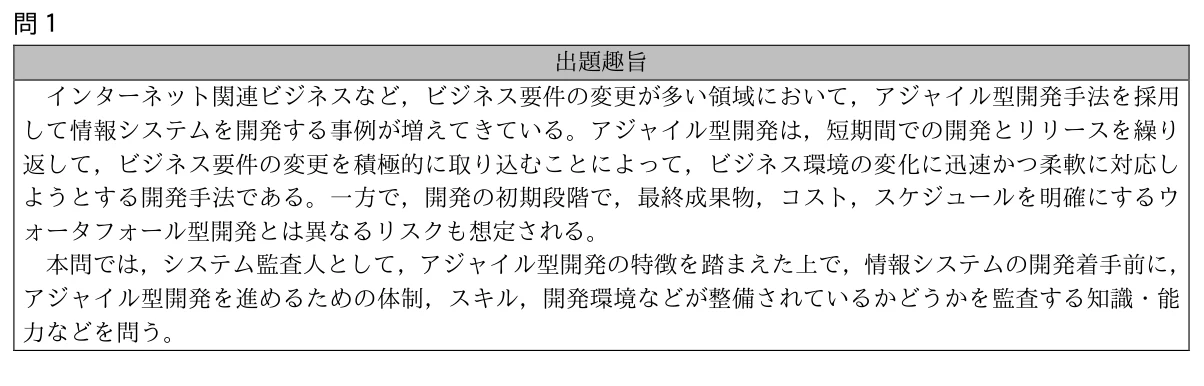 問1
出題趣旨
インターネット関連ビジネスなど，ビジネス要件の変更が多い領域において，アジャイル型開発手法を採用
して情報システムを開発する事例が増えてきている。アジャイル型開発は，短期間での開発とリリースを繰り
返して，ビジネス要件の変更を積極的に取り込むことによって，ビジネス環境の変化に迅速かつ柔軟に対応し
ようとする開発手法である。一方で，開発の初期段階で，最終成果物，コスト，スケジュールを明確にするウ
ォータフォール型開発とは異なるリスクも想定される。
本問では，システム監査人として，アジャイル型開発の特徴を踏まえた上で，情報システムの開発着手前に，
アジャイル型開発を進めるための体制，スキル，開発環境などが整備されているかどうかを監査する知識・能
力などを問う。